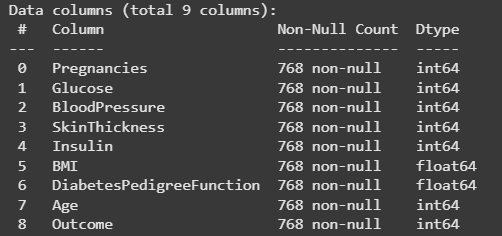 Data columns (total 9 columns):
 #   Column                    Non-Null Count  Dtype
---  ------                    --------------  -----
 0   Pregnancies               768 non-null    int64
 1   Glucose                   768 non-null    int64
 2   BloodPressure             768 non-null    int64
 3   SkinThickness             768 non-null    int64
 4   Insulin                   768 non-null    int64
 5   BMI                       768 non-null    float64
 6   DiabetesPedigreeFunction  768 non-null    float64
 7   Age                       768 non-null    int64
 8   Outcome                   768 non-null    int64